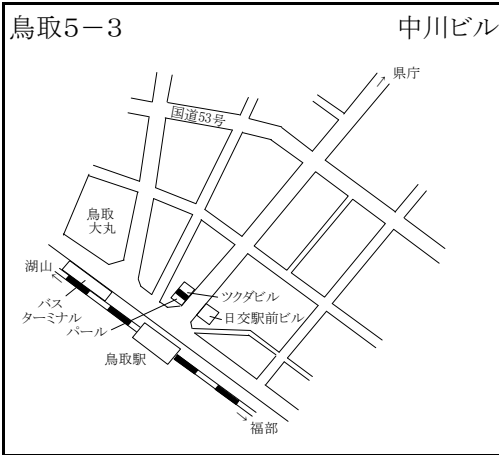 鳥取5－3
中川ビル
県庁
国道53号
鳥取
大丸
湖山
ツクダビル
バス
ターミナル
日交駅前ビル
パール
鳥取駅
福部